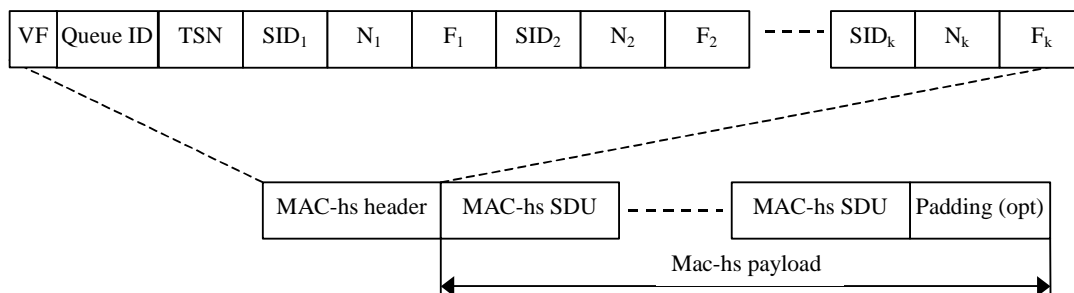 VF Queue ID TSN SID₁ N₁ F₁ SID₂ N₂ F₂ SIDₖ Nₖ Fₖ
MAC-hs header MAC-hs SDU MAC-hs SDU Padding (opt)
Mac-hs payload